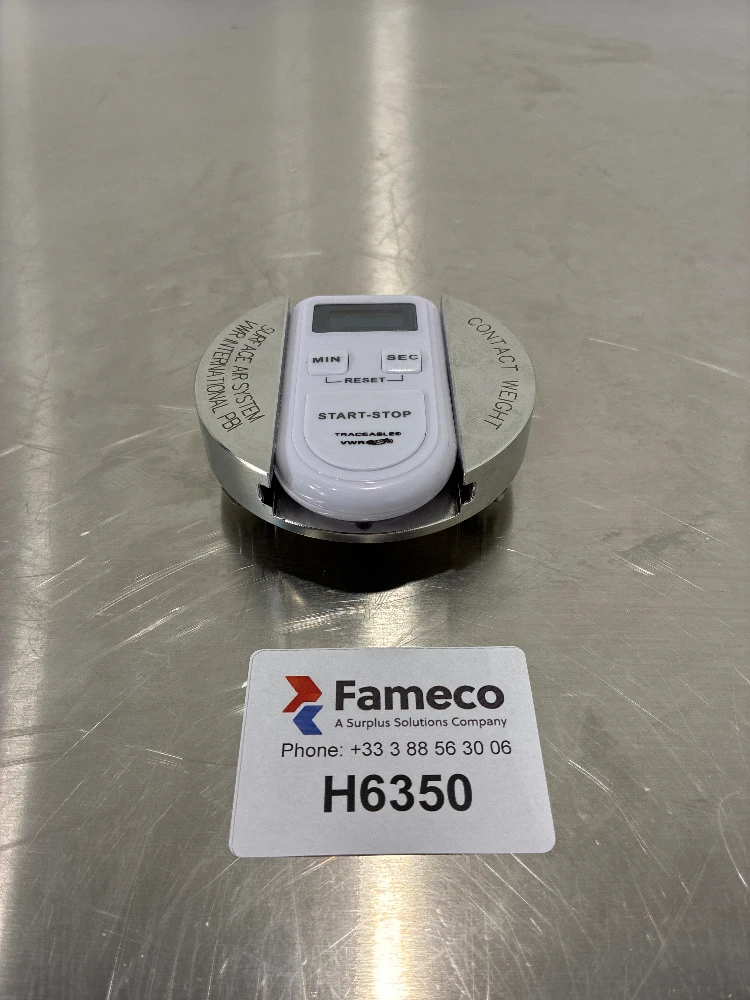 SURFACE AIR SYSTEM
VWR INTERNATIONAL PBI
CONTACT WEIGHT
MIN
SEC
RESET
START-STOP
TRACEABLE®
VWR
Fameco
A Surplus Solutions Company
Phone: +33 3 88 56 30 06
H6350